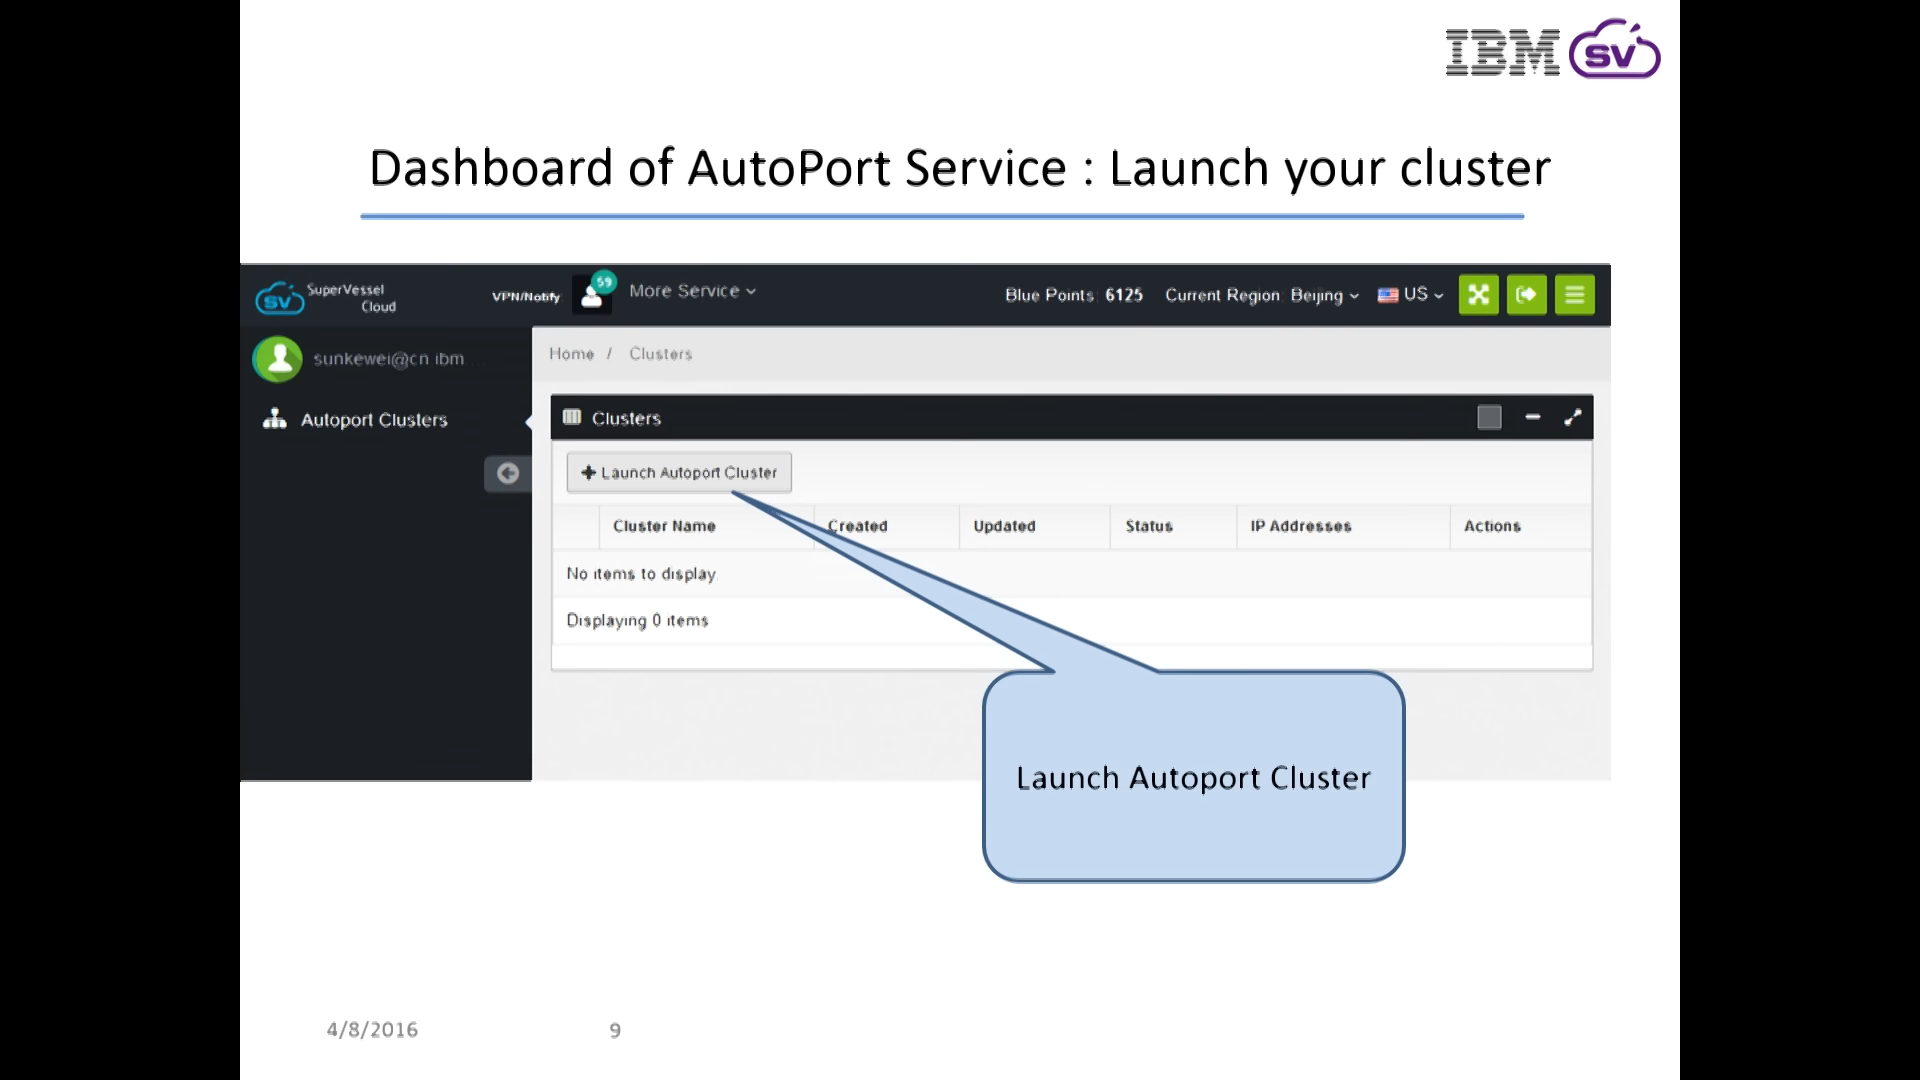 IBM SV
Dashboard of AutoPort Service : Launch your cluster
SV SuperVessel Cloud VPN/Notify 59 More Service Blue Points 6125 Current Region Beijing US
sunkewei@cn ibm
Home / Clusters
Autoport Clusters
Clusters
Launch Autoport Cluster
Cluster Name Created Updated Status IP Addresses Actions
No items to display
Displaying 0 items
Launch Autoport Cluster
4/8/2016 9